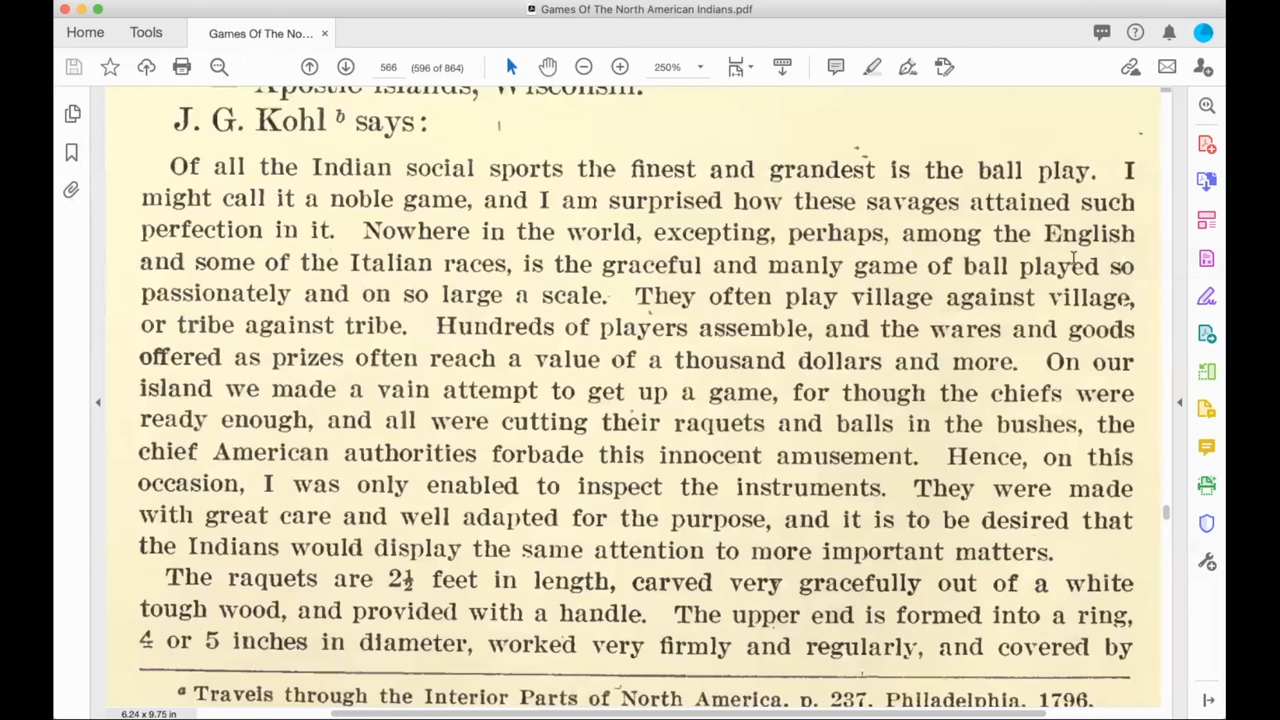 Games Of The North American Indians.pdf
Home
Tools
Games Of The No... ×
566 (596 of 864)
250%
Apostle Islands, Wisconsin.
J. G. Kohl b says:
Of all the Indian social sports the finest and grandest is the ball play. I
might call it a noble game, and I am surprised how these savages attained such
perfection in it. Nowhere in the world, excepting, perhaps, among the English
and some of the Italian races, is the graceful and manly game of ball played so
passionately and on so large a scale. They often play village against village,
or tribe against tribe. Hundreds of players assemble, and the wares and goods
offered as prizes often reach a value of a thousand dollars and more. On our
island we made a vain attempt to get up a game, for though the chiefs were
ready enough, and all were cutting their raquets and balls in the bushes, the
chief American authorities forbade this innocent amusement. Hence, on this
occasion, I was only enabled to inspect the instruments. They were made
with great care and well adapted for the purpose, and it is to be desired that
the Indians would display the same attention to more important matters.
The raquets are 2½ feet in length, carved very gracefully out of a white
tough wood, and provided with a handle. The upper end is formed into a ring,
4 or 5 inches in diameter, worked very firmly and regularly, and covered by
a Travels through the Interior Parts of North America, p. 237, Philadelphia, 1796.
6.24 x 9.75 in